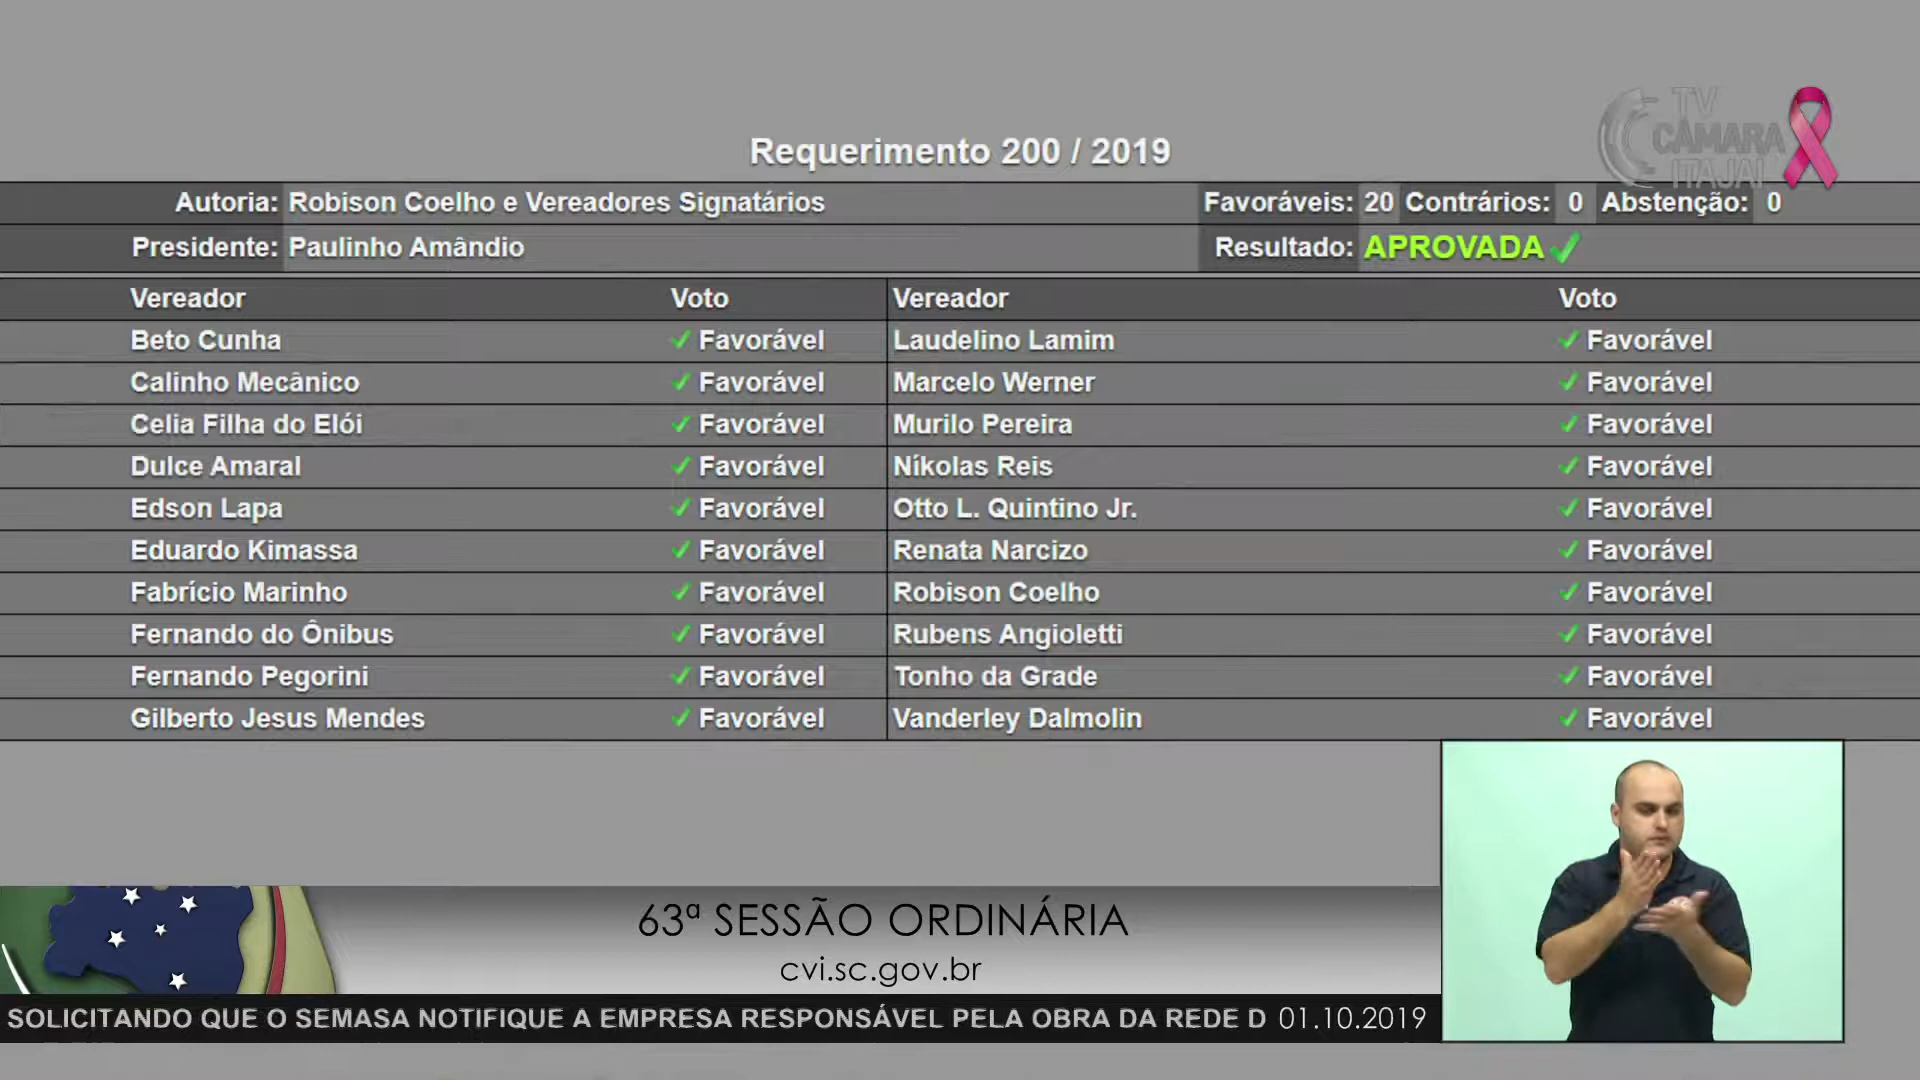 TV
CÂMARA
ITAJAÍ
Requerimento 200 / 2019
Autoria: Robison Coelho e Vereadores Signatários Favoráveis: 20 Contrários: 0 Abstenção: 0
Presidente: Paulinho Amândio Resultado: APROVADA
Vereador Voto Vereador Voto
Beto Cunha Favorável Laudelino Lamim Favorável
Calinho Mecânico Favorável Marcelo Werner Favorável
Celia Filha do Elói Favorável Murilo Pereira Favorável
Dulce Amaral Favorável Níkolas Reis Favorável
Edson Lapa Favorável Otto L. Quintino Jr. Favorável
Eduardo Kimassa Favorável Renata Narcizo Favorável
Fabrício Marinho Favorável Robison Coelho Favorável
Fernando do Ônibus Favorável Rubens Angioletti Favorável
Fernando Pegorini Favorável Tonho da Grade Favorável
Gilberto Jesus Mendes Favorável Vanderley Dalmolin Favorável
63ª SESSÃO ORDINÁRIA
cvi.sc.gov.br
SOLICITANDO QUE O SEMASA NOTIFIQUE A EMPRESA RESPONSÁVEL PELA OBRA DA REDE D 01.10.2019